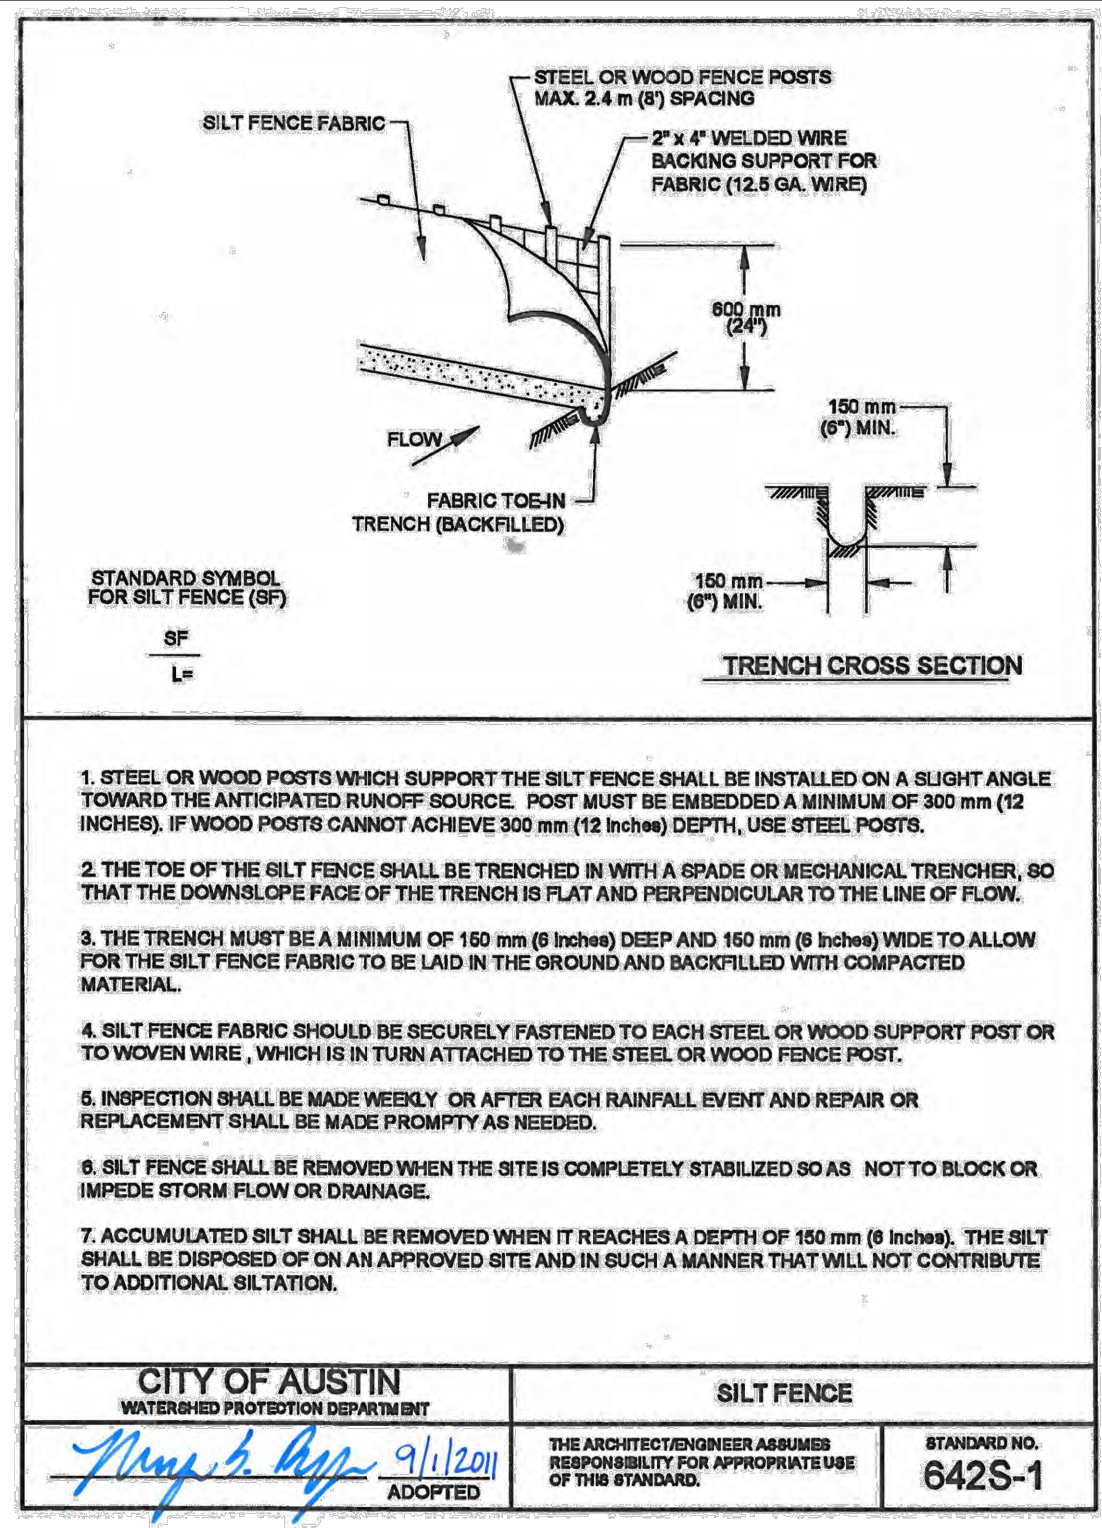 STEEL OR WOOD FENCE POSTS
MAX. 2.4 m (8') SPACING
SILT FENCE FABRIC
2" x 4" WELDED WIRE
BACKING SUPPORT FOR
FABRIC (12.5 GA. WIRE)
600 mm
(24")
150 mm
(6") MIN.
FLOW
FABRIC TOE-IN
TRENCH (BACKFILLED)
STANDARD SYMBOL
FOR SILT FENCE (SF)
SF
L=
150 mm
(6") MIN.
TRENCH CROSS SECTION
1. STEEL OR WOOD POSTS WHICH SUPPORT THE SILT FENCE SHALL BE INSTALLED ON A SLIGHT ANGLE
TOWARD THE ANTICIPATED RUNOFF SOURCE. POST MUST BE EMBEDDED A MINIMUM OF 300 mm (12
INCHES). IF WOOD POSTS CANNOT ACHIEVE 300 mm (12 inches) DEPTH, USE STEEL POSTS.
2. THE TOE OF THE SILT FENCE SHALL BE TRENCHED IN WITH A SPADE OR MECHANICAL TRENCHER, SO
THAT THE DOWNSLOPE FACE OF THE TRENCH IS FLAT AND PERPENDICULAR TO THE LINE OF FLOW.
3. THE TRENCH MUST BE A MINIMUM OF 150 mm (6 inches) DEEP AND 150 mm (6 inches) WIDE TO ALLOW
FOR THE SILT FENCE FABRIC TO BE LAID IN THE GROUND AND BACKFILLED WITH COMPACTED
MATERIAL.
4. SILT FENCE FABRIC SHOULD BE SECURELY FASTENED TO EACH STEEL OR WOOD SUPPORT POST OR
TO WOVEN WIRE , WHICH IS IN TURN ATTACHED TO THE STEEL OR WOOD FENCE POST.
5. INSPECTION SHALL BE MADE WEEKLY OR AFTER EACH RAINFALL EVENT AND REPAIR OR
REPLACEMENT SHALL BE MADE PROMPTY AS NEEDED.
6. SILT FENCE SHALL BE REMOVED WHEN THE SITE IS COMPLETELY STABILIZED SO AS NOT TO BLOCK OR
IMPEDE STORM FLOW OR DRAINAGE.
7. ACCUMULATED SILT SHALL BE REMOVED WHEN IT REACHES A DEPTH OF 150 mm (6 inches). THE SILT
SHALL BE DISPOSED OF ON AN APPROVED SITE AND IN SUCH A MANNER THAT WILL NOT CONTRIBUTE
TO ADDITIONAL SILTATION.
CITY OF AUSTIN
WATERSHED PROTECTION DEPARTMENT
SILT FENCE
9/1/2011
ADOPTED
THE ARCHITECT/ENGINEER ASSUMES
RESPONSIBILITY FOR APPROPRIATE USE
OF THIS STANDARD.
STANDARD NO.
642S-1